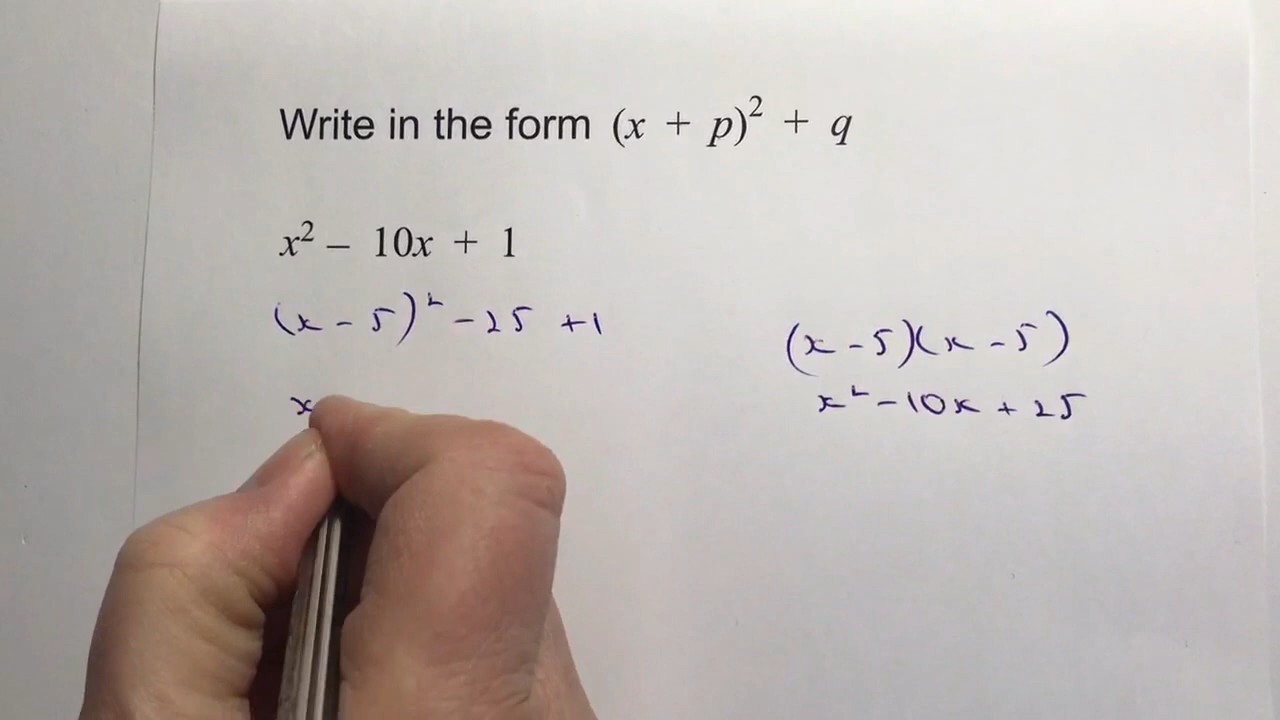 Write in the form (x + p)² + q
x² – 10x + 1
(x - 5)² - 25 + 1
(x - 5)(x - 5)
x² - 10x + 25
x